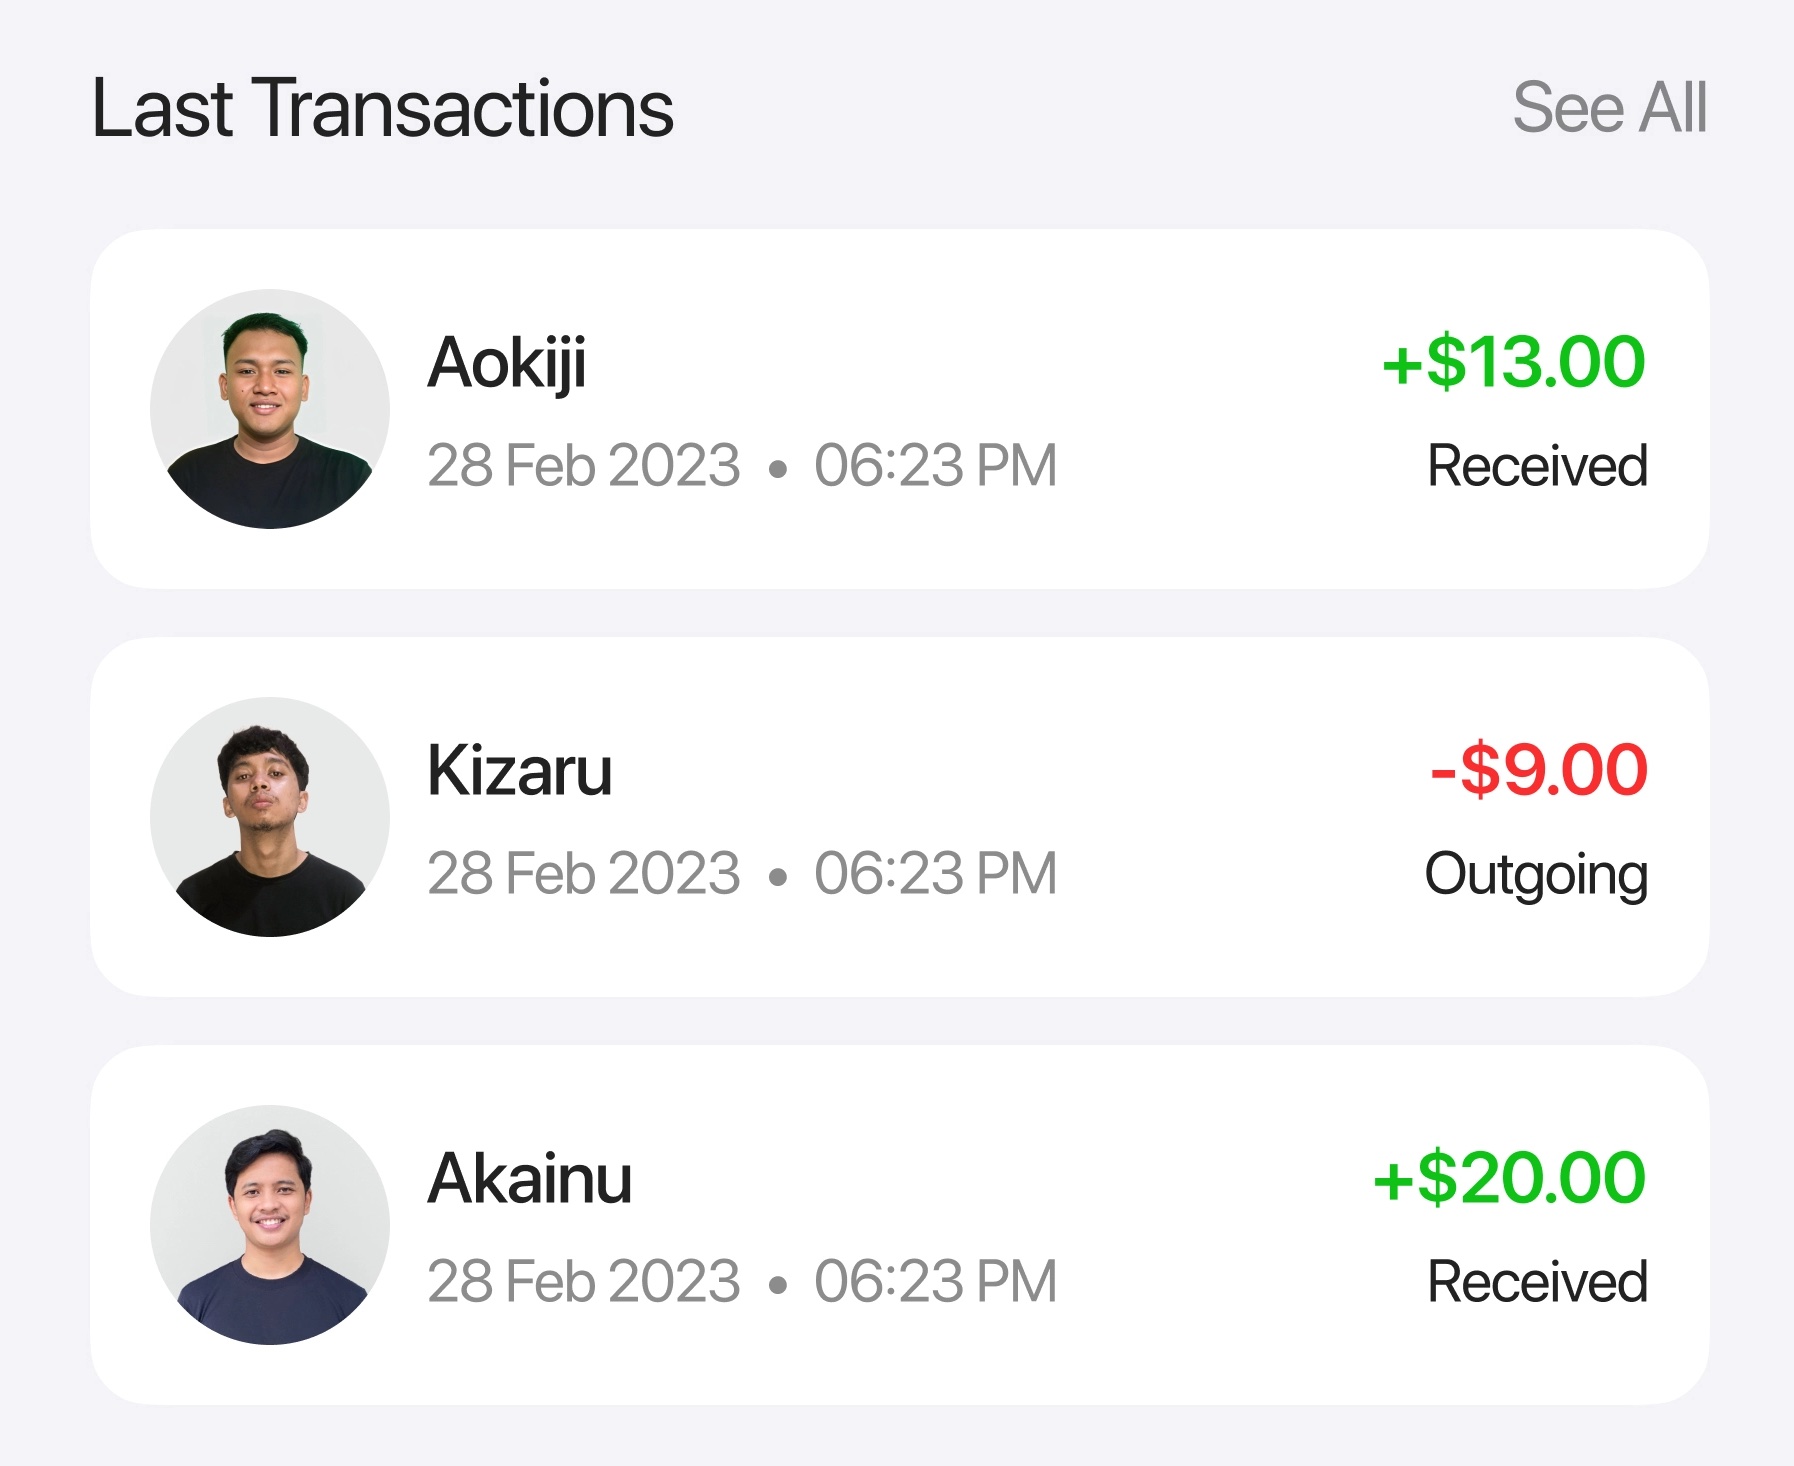 Last Transactions
See All
Aokiji
+$13.00
28 Feb 2023 • 06:23 PM
Received
Kizaru
-$9.00
28 Feb 2023 • 06:23 PM
Outgoing
Akainu
+$20.00
28 Feb 2023 • 06:23 PM
Received